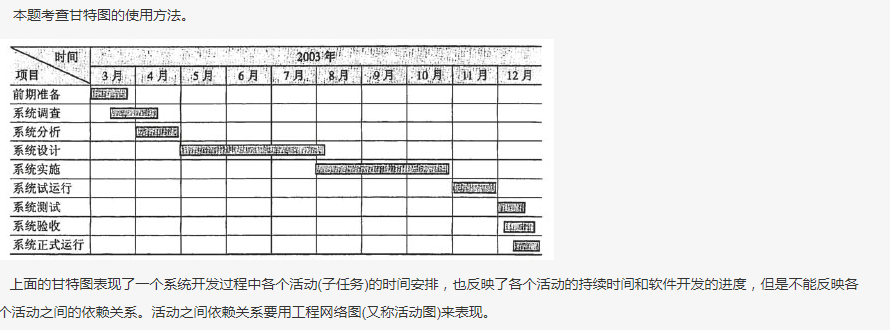 本题考查甘特图的使用方法。
时间
项目
2003年
3月 4月 5月 6月 7月 8月 9月 10月 11月 12月
前期准备
系统调查
系统分析
系统设计
系统实施
系统试运行
系统测试
系统验收
系统正式运行
上面的甘特图表现了一个系统开发过程中各个活动(子任务)的时间安排，也反映了各个活动的持续时间和软件开发的进度，但是不能反映各
个活动之间的依赖关系。活动之间依赖关系要用工程网络图(又称活动图)来表现。